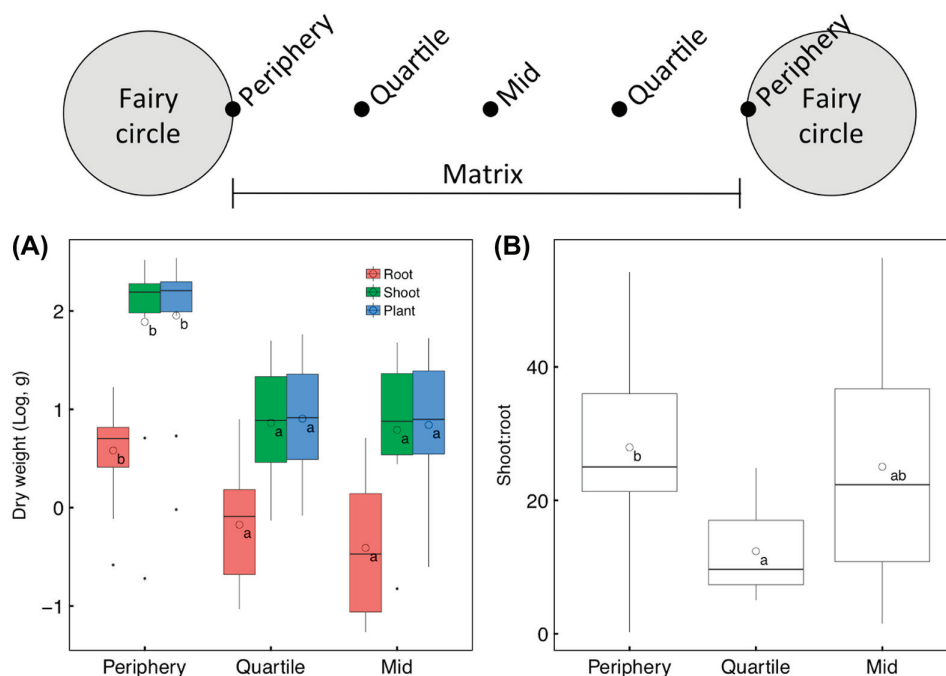 Periphery
Quartile
Mid
Quartile
Periphery
Fairy
circle
Fairy
circle
Matrix
(A)
Root
Shoot
Plant
Dry weight (Log, g)
2
1
0
−1
b
b
b
a
a
a
a
a
a
Periphery
Quartile
Mid
(B)
Shoot:root
40
20
0
b
a
ab
Periphery
Quartile
Mid